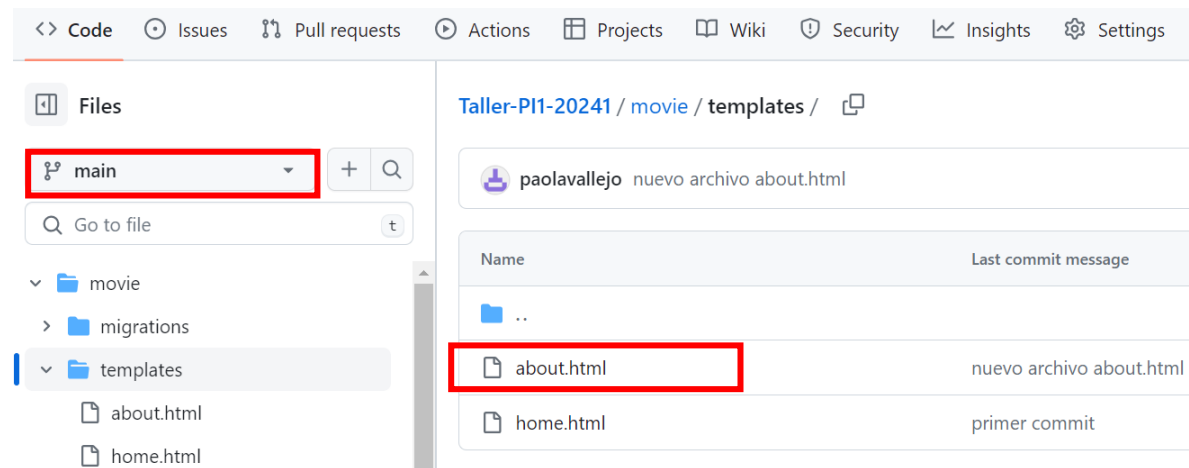 <> Code Issues Pull requests Actions Projects Wiki Security Insights Settings
Files
main
Go to file t
movie
migrations
templates
about.html
home.html
Taller-PI1-20241 / movie / templates /
paolavallejo nuevo archivo about.html
Name Last commit message
..
about.html nuevo archivo about.html
home.html primer commit